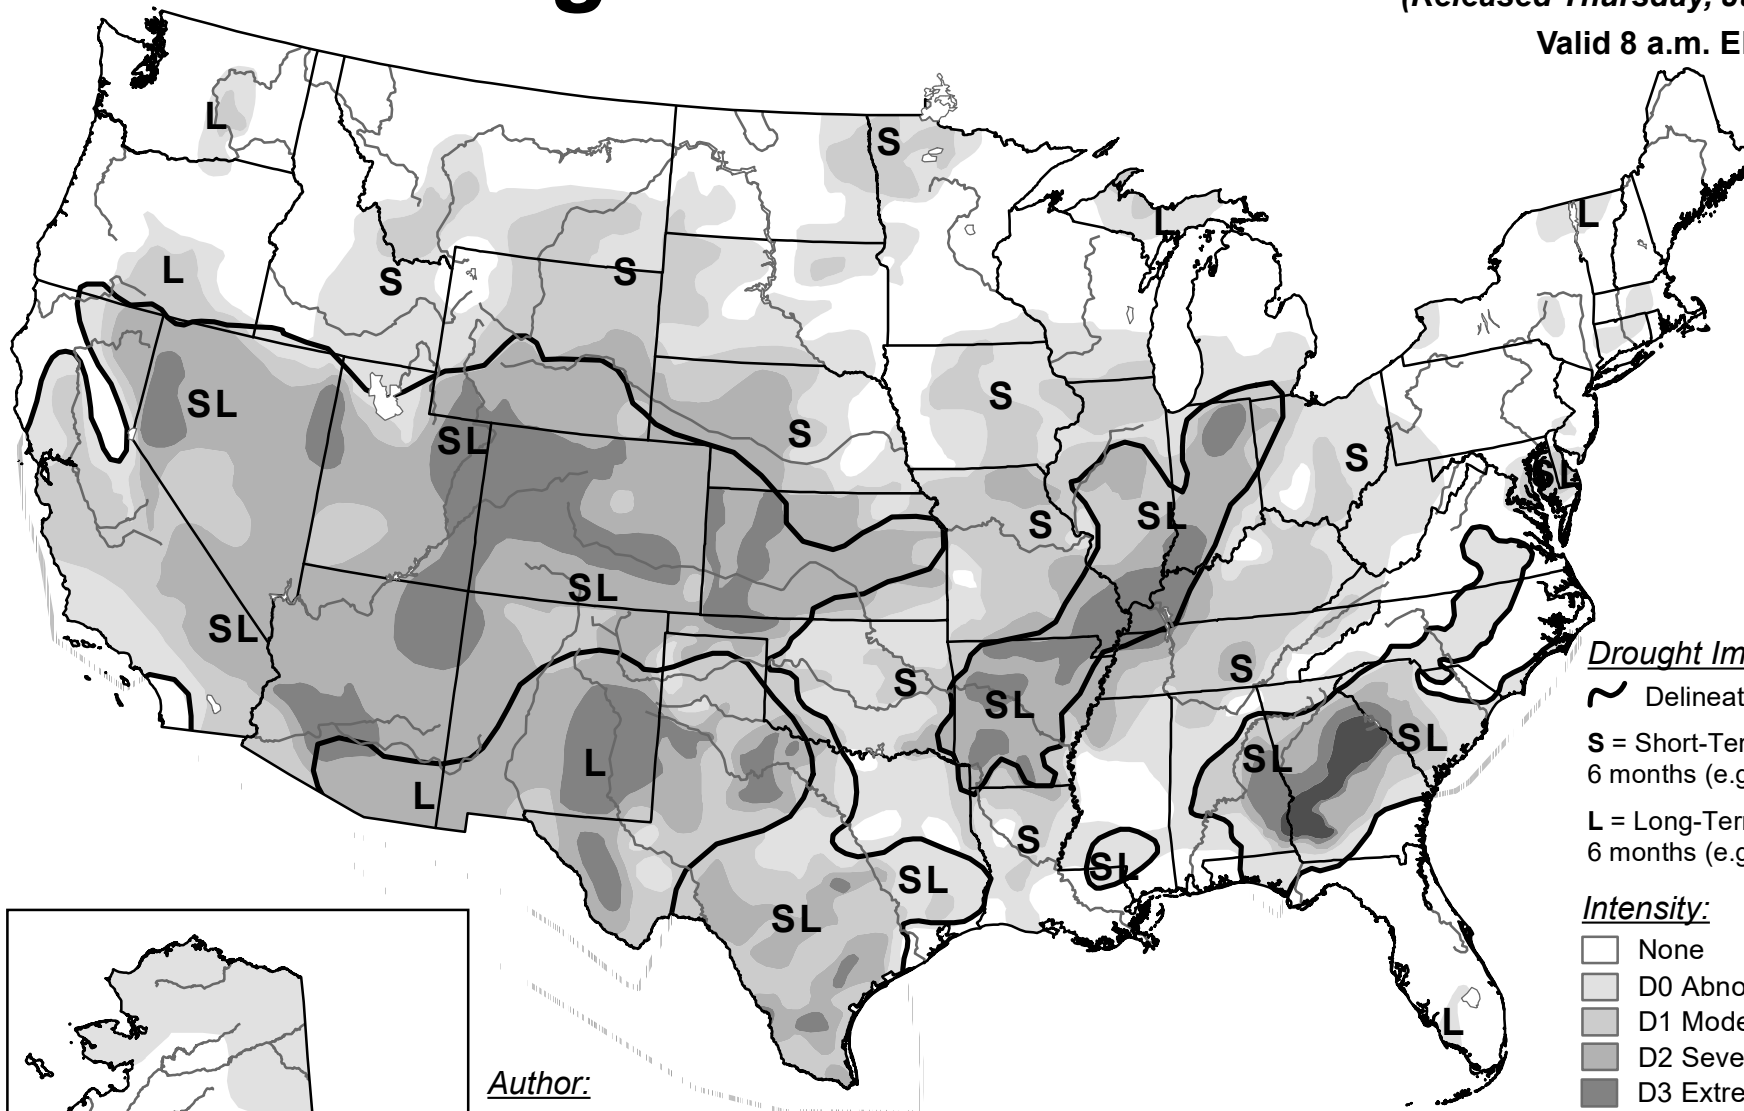 g
(Released Thursday, Ju
Valid 8 a.m. E
L
S
L
L
L
S
S
SL
S
S
SL
S
SL
S
SL
SL
SL
S
S
SL
SL
SL
L
L
S
SL
SL
SL
L
Drought Im
Delineat
S = Short-Ter
6 months (e.g
L = Long-Ter
6 months (e.g
Intensity:
None
D0 Abno
D1 Mode
D2 Seve
D3 Extre
Author: